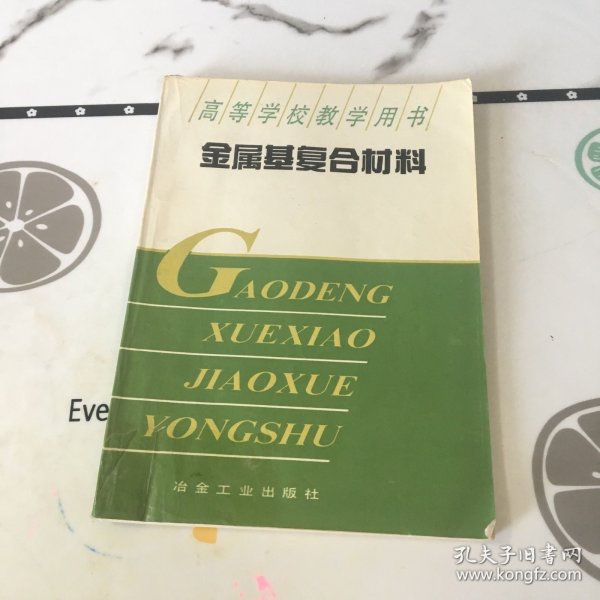 高等学校教学用书
金属基复合材料
GAODENG
XUEXIAO
JIAOXUE
YONGSHU
冶金工业出版社
Eve
孔夫子旧书网
www.kongfz.com